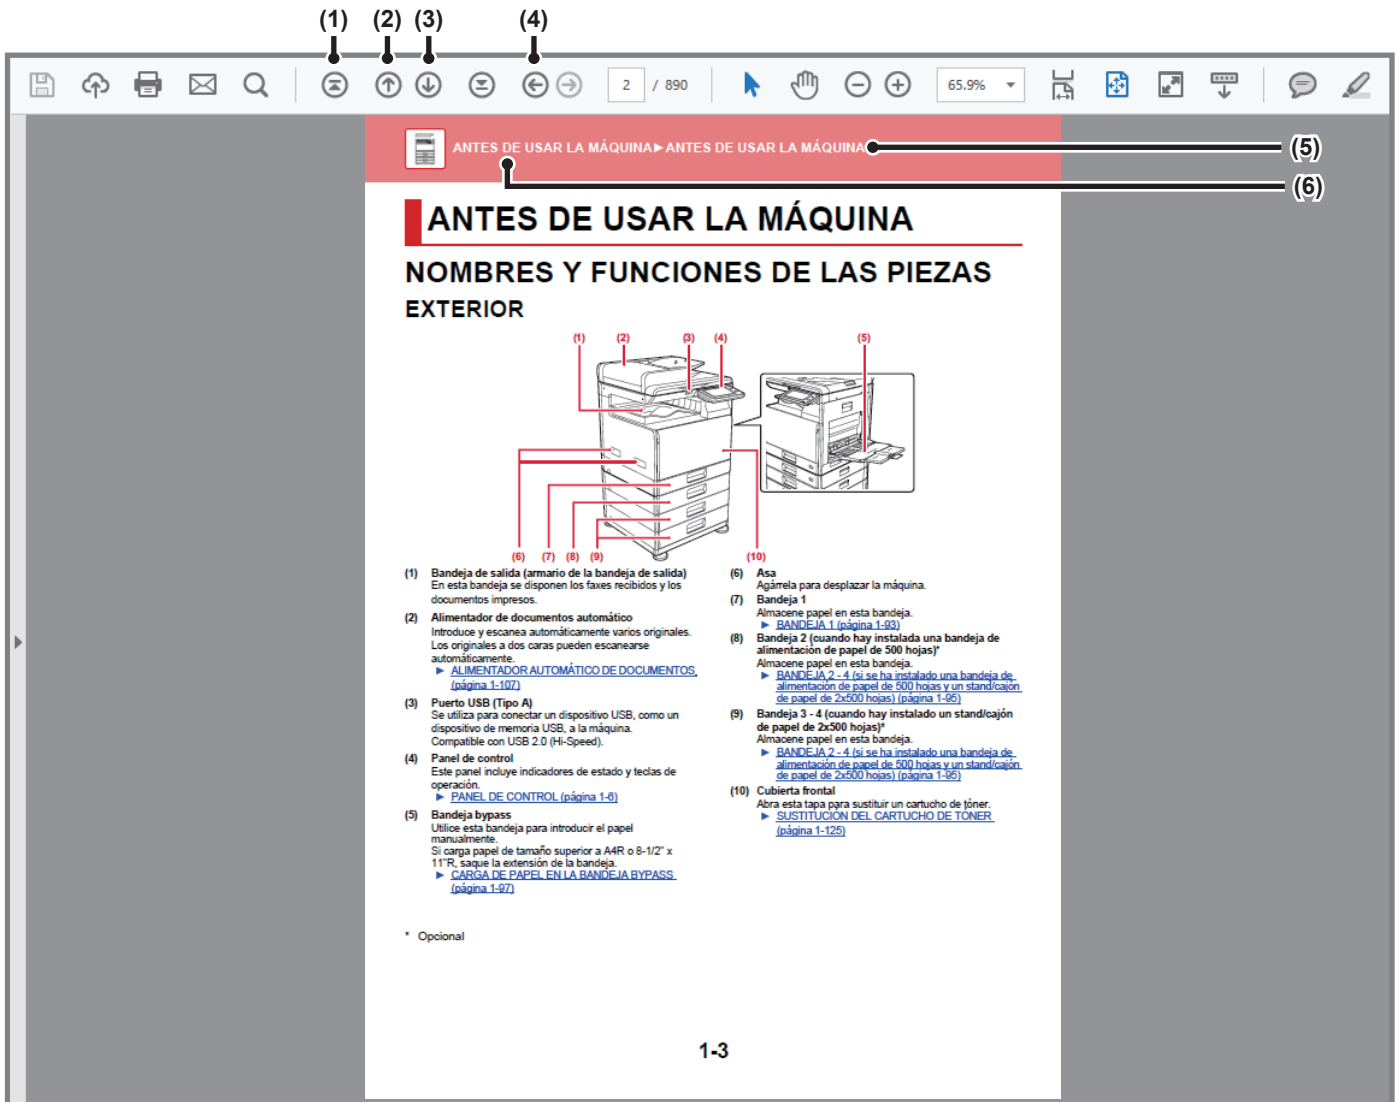 (1) (2) (3) (4)
2 / 890 65.9%
ANTES DE USAR LA MÁQUINA►ANTES DE USAR LA MÁQUINA (5)
(6)
ANTES DE USAR LA MÁQUINA
NOMBRES Y FUNCIONES DE LAS PIEZAS
EXTERIOR
(1) (2) (3) (4) (5)
(6) (7) (8) (9) (10)
(1) Bandeja de salida (armario de la bandeja de salida)
En esta bandeja se disponen los faxes recibidos y los
documentos impresos.
(2) Alimentador de documentos automático
Introduce y escanea automáticamente varios originales.
Los originales a dos caras pueden escanearse
automáticamente.
► ALIMENTADOR AUTOMÁTICO DE DOCUMENTOS
(página 1-107)
(3) Puerto USB (Tipo A)
Se utiliza para conectar un dispositivo USB, como un
dispositivo de memoria USB, a la máquina.
Compatible con USB 2.0 (Hi-Speed).
(4) Panel de control
Este panel incluye indicadores de estado y teclas de
operación.
► PANEL DE CONTROL (página 1-6)
(5) Bandeja bypass
Utilice esta bandeja para introducir el papel
manualmente.
Si carga papel de tamaño superior a A4R o 8-1/2" x
11"R, saque la extensión de la bandeja.
► CARGA DE PAPEL EN LA BANDEJA BYPASS
(página 1-97)
(6) Asa
Agárrela para desplazar la máquina.
(7) Bandeja 1
Almacene papel en esta bandeja.
► BANDEJA 1 (página 1-93)
(8) Bandeja 2 (cuando hay instalada una bandeja de
alimentación de papel de 500 hojas)*
Almacene papel en esta bandeja.
► BANDEJA 2 - 4 (si se ha instalado una bandeja de
alimentación de papel de 500 hojas y un stand/cajón
de papel de 2x500 hojas) (página 1-95)
(9) Bandeja 3 - 4 (cuando hay instalado un stand/cajón
de papel de 2x500 hojas)*
Almacene papel en esta bandeja.
► BANDEJA 2 - 4 (si se ha instalado una bandeja de
alimentación de papel de 500 hojas y un stand/cajón
de papel de 2x500 hojas) (página 1-95)
(10) Cubierta frontal
Abra esta tapa para sustituir un cartucho de tóner.
► SUSTITUCIÓN DEL CARTUCHO DE TÓNER
(página 1-125)
* Opcional
1-3